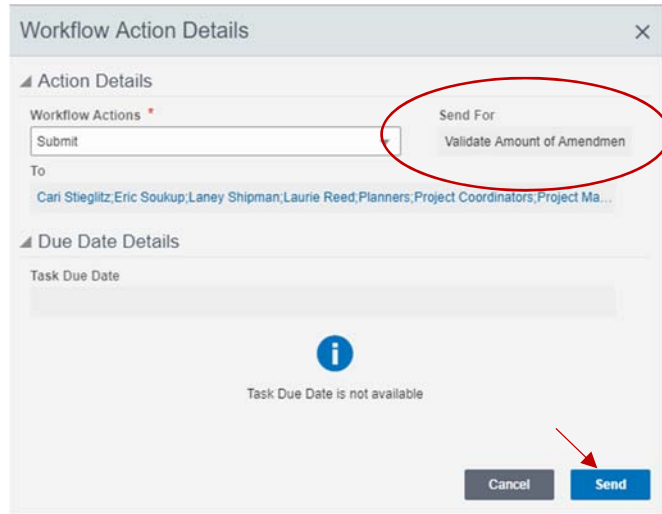 Workflow Action Details
Action Details
Workflow Actions *
Send For
Submit
Validate Amount of Amendmen
To
Cari Stieglitz;Eric Soukup;Laney Shipman;Laurie Reed;Planners;Project Coordinators;Project Ma...
Due Date Details
Task Due Date
Task Due Date is not available
Cancel
Send